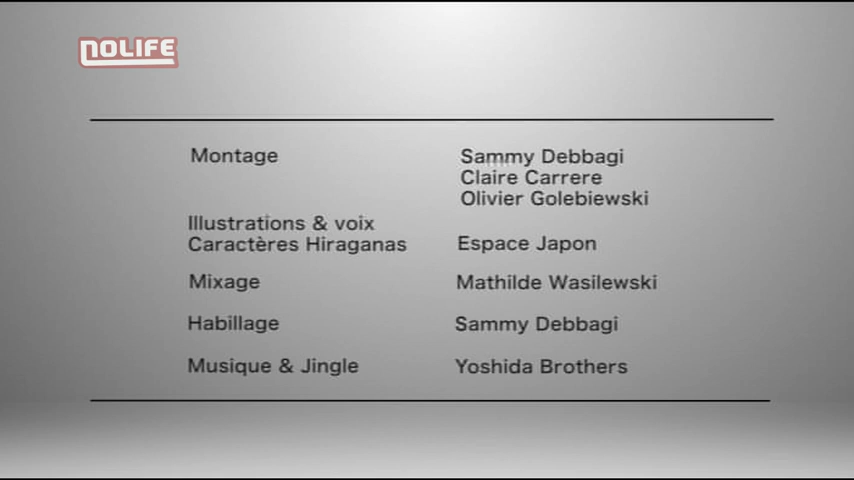 NOLIFE
Montage Sammy Debbagi
Claire Carrere
Olivier Golebiewski
Illustrations & voix
Caractères Hiraganas Espace Japon
Mixage Mathilde Wasilewski
Habillage Sammy Debbagi
Musique & Jingle Yoshida Brothers